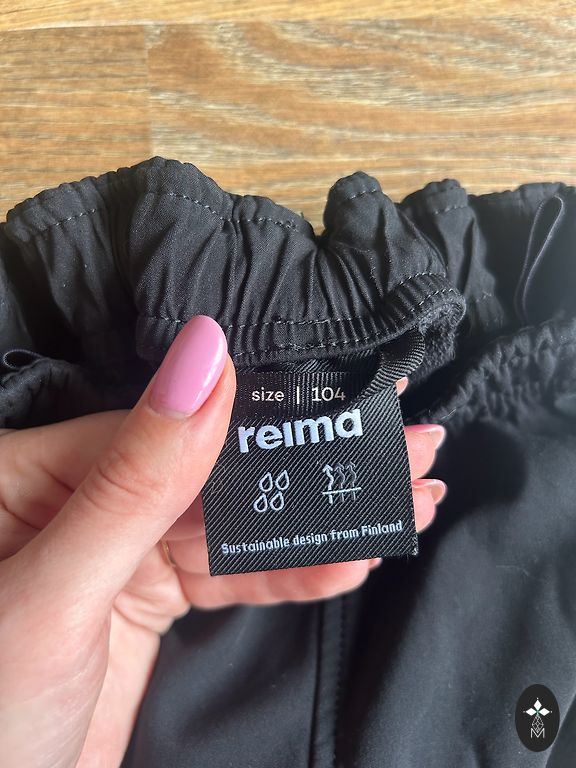 size | 104
reima
Sustainable design from Finland
M